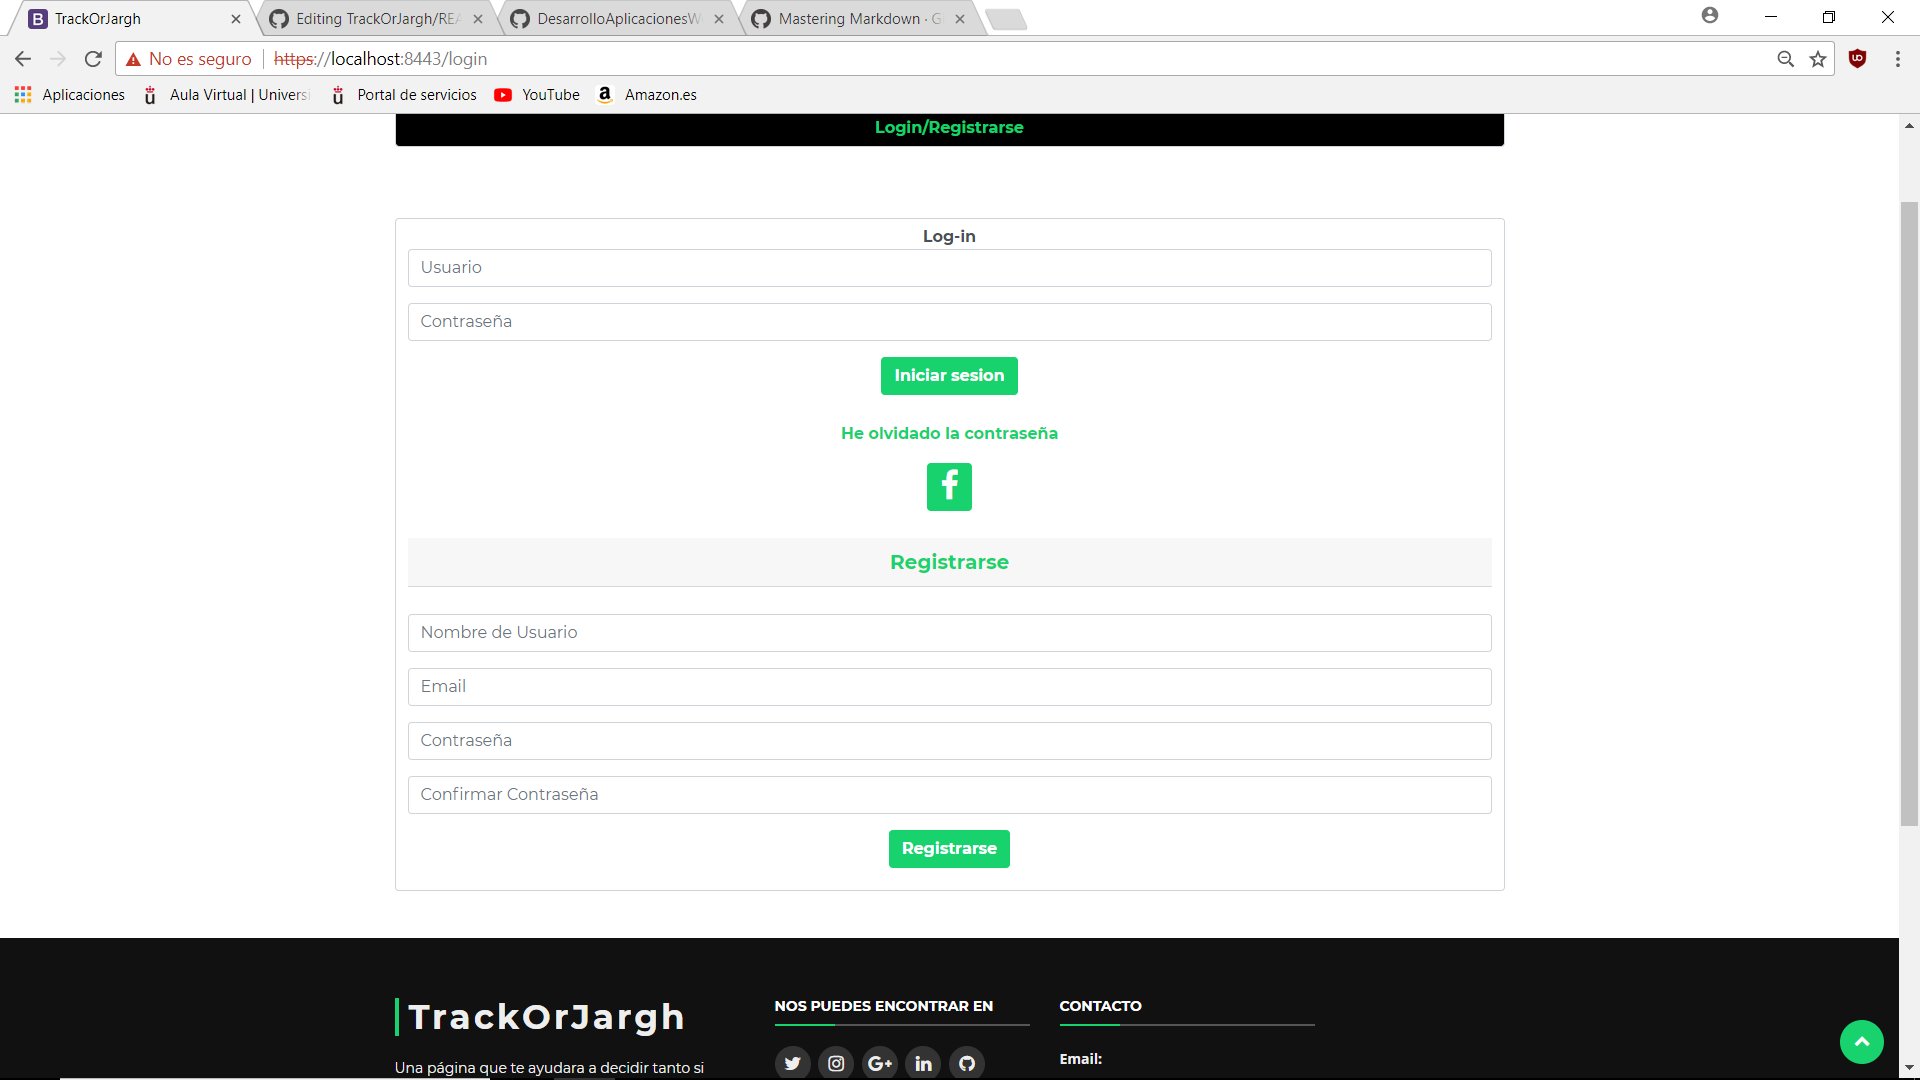 TrackOrJargh
Editing TrackOrJargh/REA
DesarrolloAplicacionesW
Mastering Markdown · G
No es seguro https://localhost:8443/login
Aplicaciones
Aula Virtual | Universi
Portal de servicios
YouTube
Amazon.es
Login/Registrarse
Log-in
Usuario
Contraseña
Iniciar sesion
He olvidado la contraseña
Registrarse
Nombre de Usuario
Email
Contraseña
Confirmar Contraseña
Registrarse
TrackOrJargh
Una página que te ayudara a decidir tanto si
NOS PUEDES ENCONTRAR EN
CONTACTO
Email: